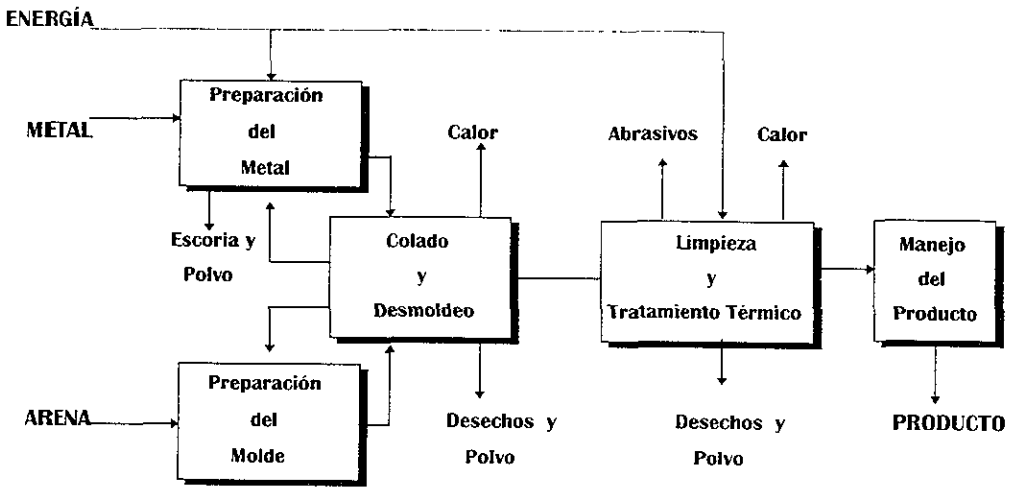 ENERGÍA
Preparación
del
Metal
METAL
Calor
Abrasivos
Calor
Escoria y
Polvo
Colado
y
Desmoldeo
Limpieza
y
Tratamiento Térmico
Manejo
del
Producto
Preparación
del
Molde
ARENA
Desechos y
Polvo
Desechos y
Polvo
PRODUCTO